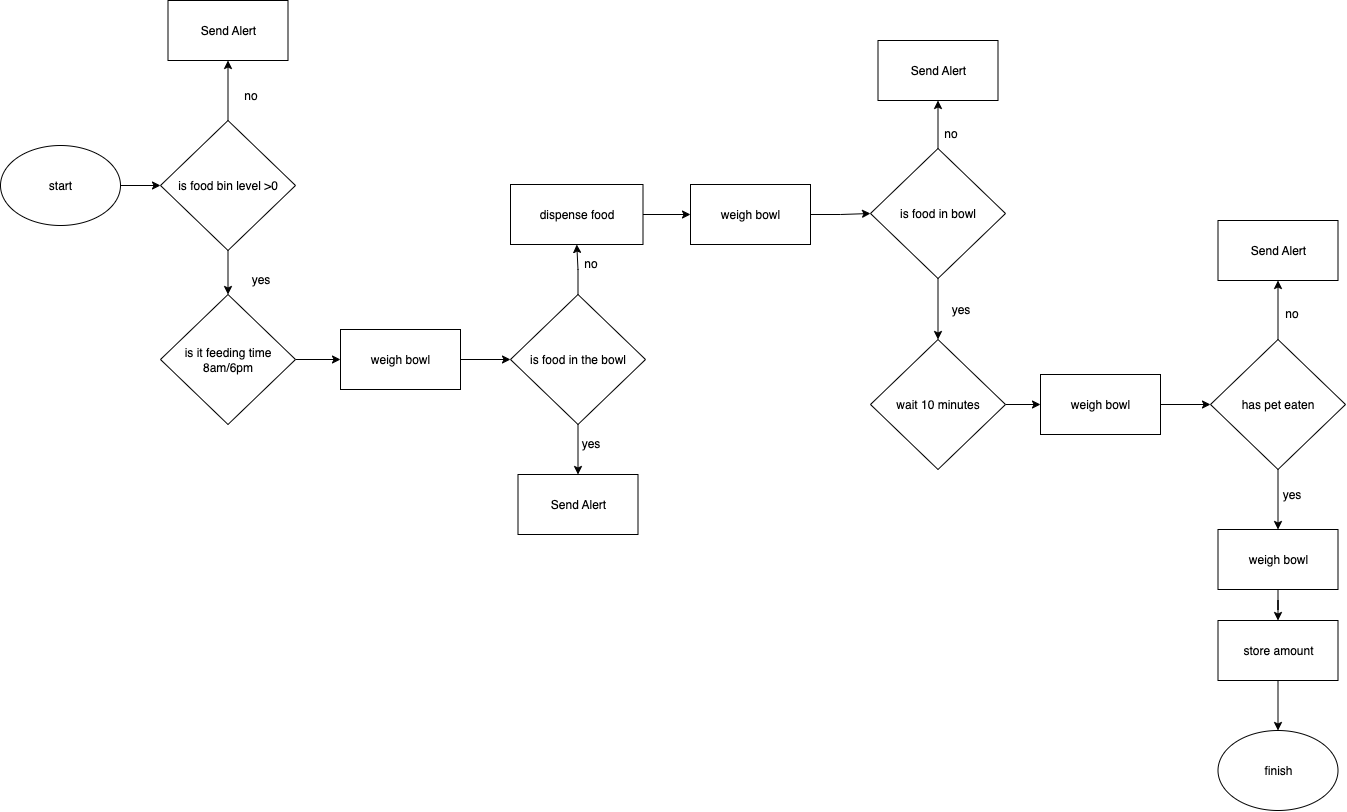 Send Alert
no
start
is food bin level >0
yes
is it feeding time
8am/6pm
weigh bowl
is food in the bowl
no
dispense food
yes
Send Alert
weigh bowl
is food in bowl
no
Send Alert
yes
wait 10 minutes
weigh bowl
has pet eaten
no
Send Alert
yes
weigh bowl
store amount
finish